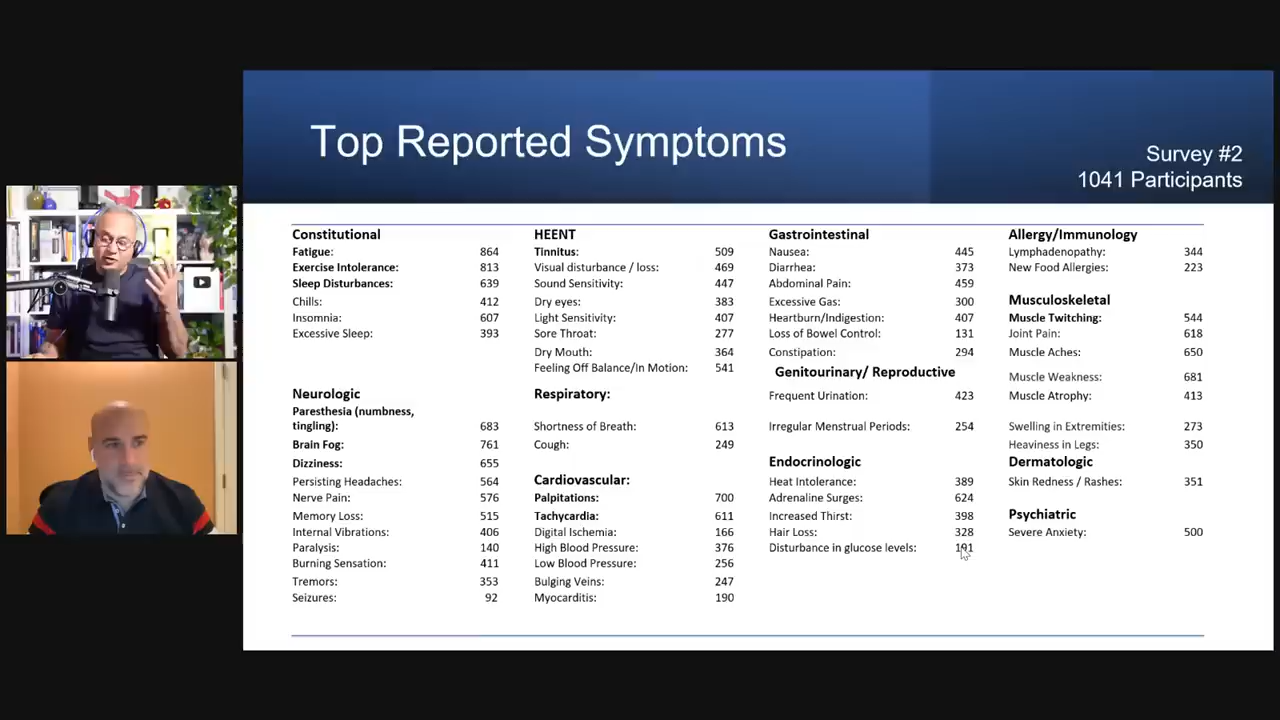 Top Reported Symptoms
Survey #2
1041 Participants
Constitutional
Fatigue: 864
Exercise Intolerance: 813
Sleep Disturbances: 639
Chills: 412
Insomnia: 607
Excessive Sleep: 393
Neurologic
Paresthesia (numbness,
tingling): 683
Brain Fog: 761
Dizziness: 655
Persisting Headaches: 564
Nerve Pain: 576
Memory Loss: 515
Internal Vibrations: 406
Paralysis: 140
Burning Sensation: 411
Tremors: 353
Seizures: 92
HEENT
Tinnitus: 509
Visual disturbance / loss: 469
Sound Sensitivity: 447
Dry eyes: 383
Light Sensitivity: 407
Sore Throat: 277
Dry Mouth: 364
Feeling Off Balance/In Motion: 541
Respiratory:
Shortness of Breath: 613
Cough: 249
Cardiovascular:
Palpitations: 700
Tachycardia: 611
Digital Ischemia: 166
High Blood Pressure: 376
Low Blood Pressure: 256
Bulging Veins: 247
Myocarditis: 190
Gastrointestinal
Nausea: 445
Diarrhea: 373
Abdominal Pain: 459
Excessive Gas: 300
Heartburn/Indigestion: 407
Loss of Bowel Control: 131
Constipation: 294
Genitourinary/ Reproductive
Frequent Urination: 423
Irregular Menstrual Periods: 254
Endocrinologic
Heat Intolerance: 389
Adrenaline Surges: 624
Increased Thirst: 398
Hair Loss: 328
Disturbance in glucose levels:
Allergy/Immunology
Lymphadenopathy: 344
New Food Allergies: 223
Musculoskeletal
Muscle Twitching: 544
Joint Pain: 618
Muscle Aches: 650
Muscle Weakness: 681
Muscle Atrophy: 413
Swelling in Extremities: 273
Heaviness in Legs: 350
Dermatologic
Skin Redness / Rashes: 351
Psychiatric
Severe Anxiety: 500